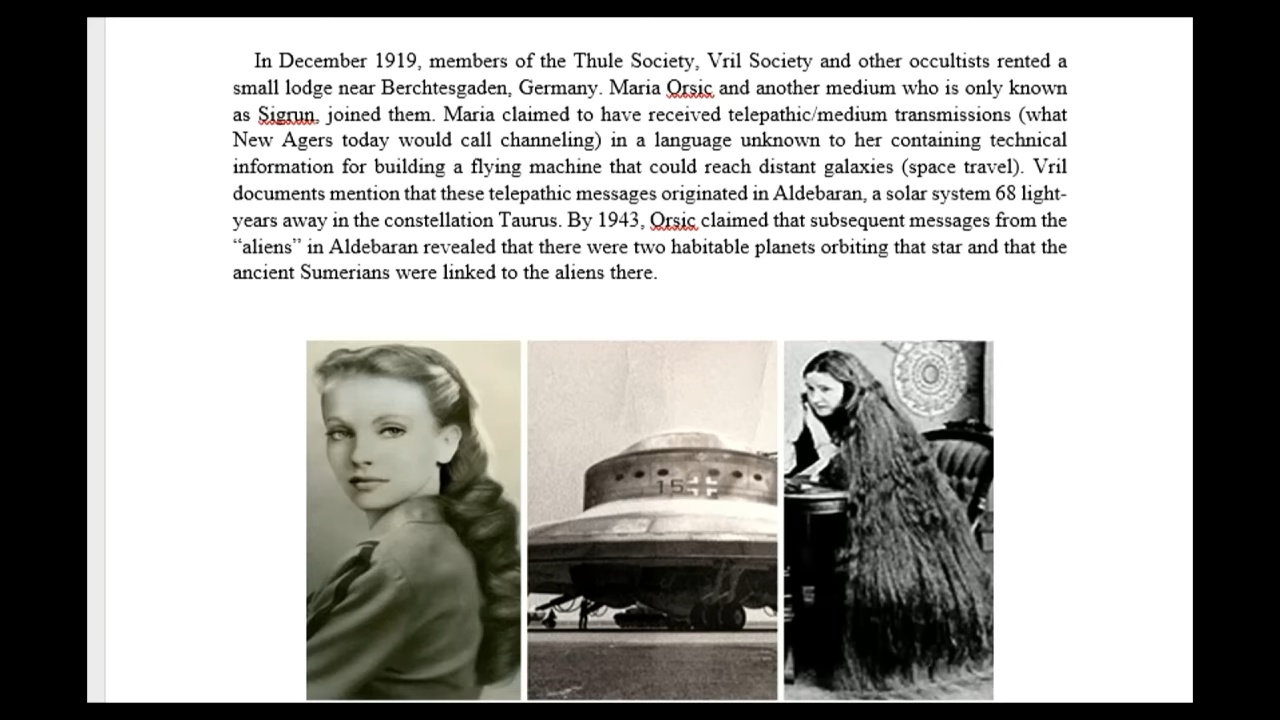 In December 1919, members of the Thule Society, Vril Society and other occultists rented a
small lodge near Berchtesgaden, Germany. Maria Orsic and another medium who is only known
as Sigrun, joined them. Maria claimed to have received telepathic/medium transmissions (what
New Agers today would call channeling) in a language unknown to her containing technical
information for building a flying machine that could reach distant galaxies (space travel). Vril
documents mention that these telepathic messages originated in Aldebaran, a solar system 68 light-
years away in the constellation Taurus. By 1943, Orsic claimed that subsequent messages from the
“aliens” in Aldebaran revealed that there were two habitable planets orbiting that star and that the
ancient Sumerians were linked to the aliens there.
15